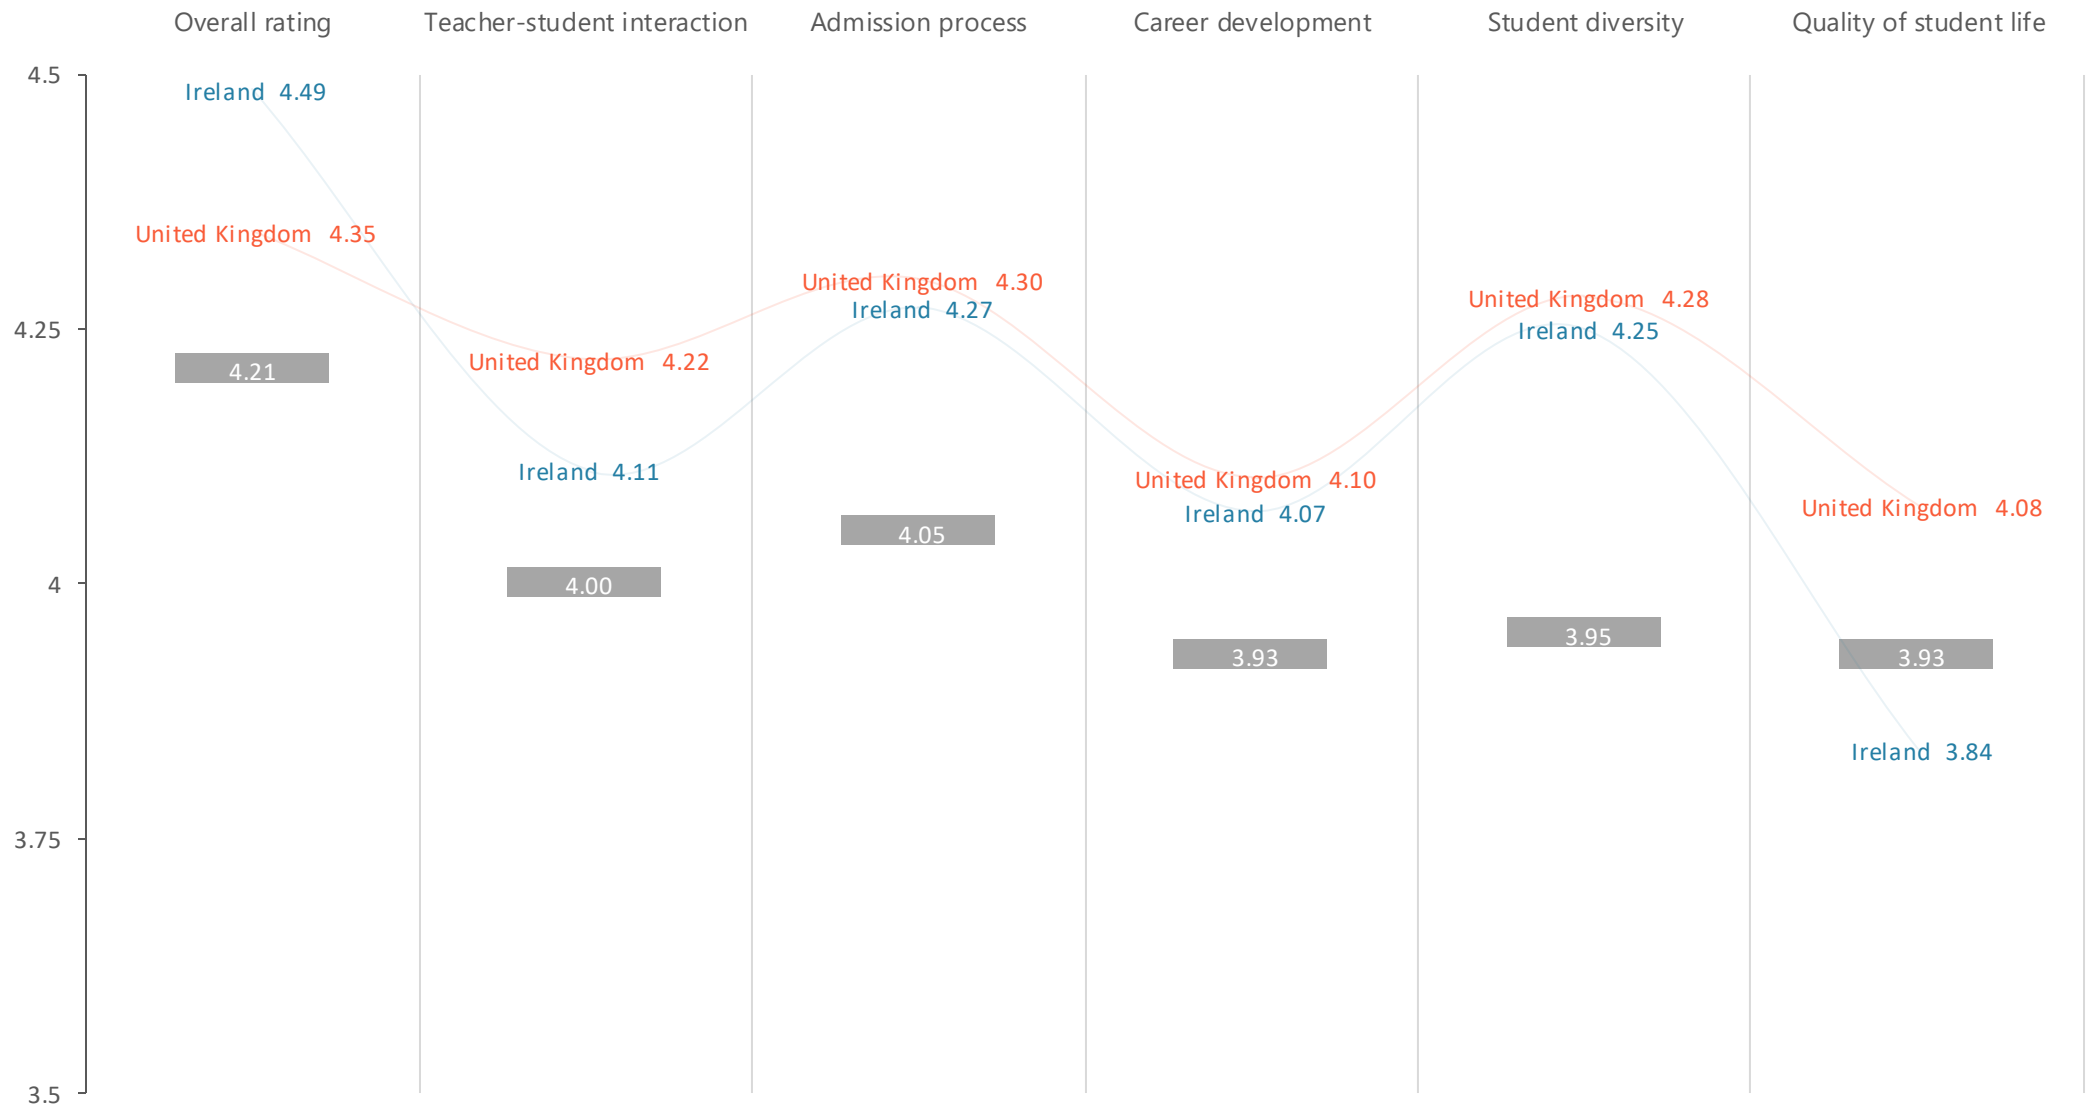 Overall rating
Teacher-student interaction
Admission process
Career development
Student diversity
Quality of student life
4.5
4.25
4
3.75
3.5
Ireland 4.49
United Kingdom 4.35
4.21
United Kingdom 4.22
Ireland 4.11
4.00
United Kingdom 4.30
Ireland 4.27
4.05
United Kingdom 4.10
Ireland 4.07
3.93
United Kingdom 4.28
Ireland 4.25
3.95
United Kingdom 4.08
3.93
Ireland 3.84